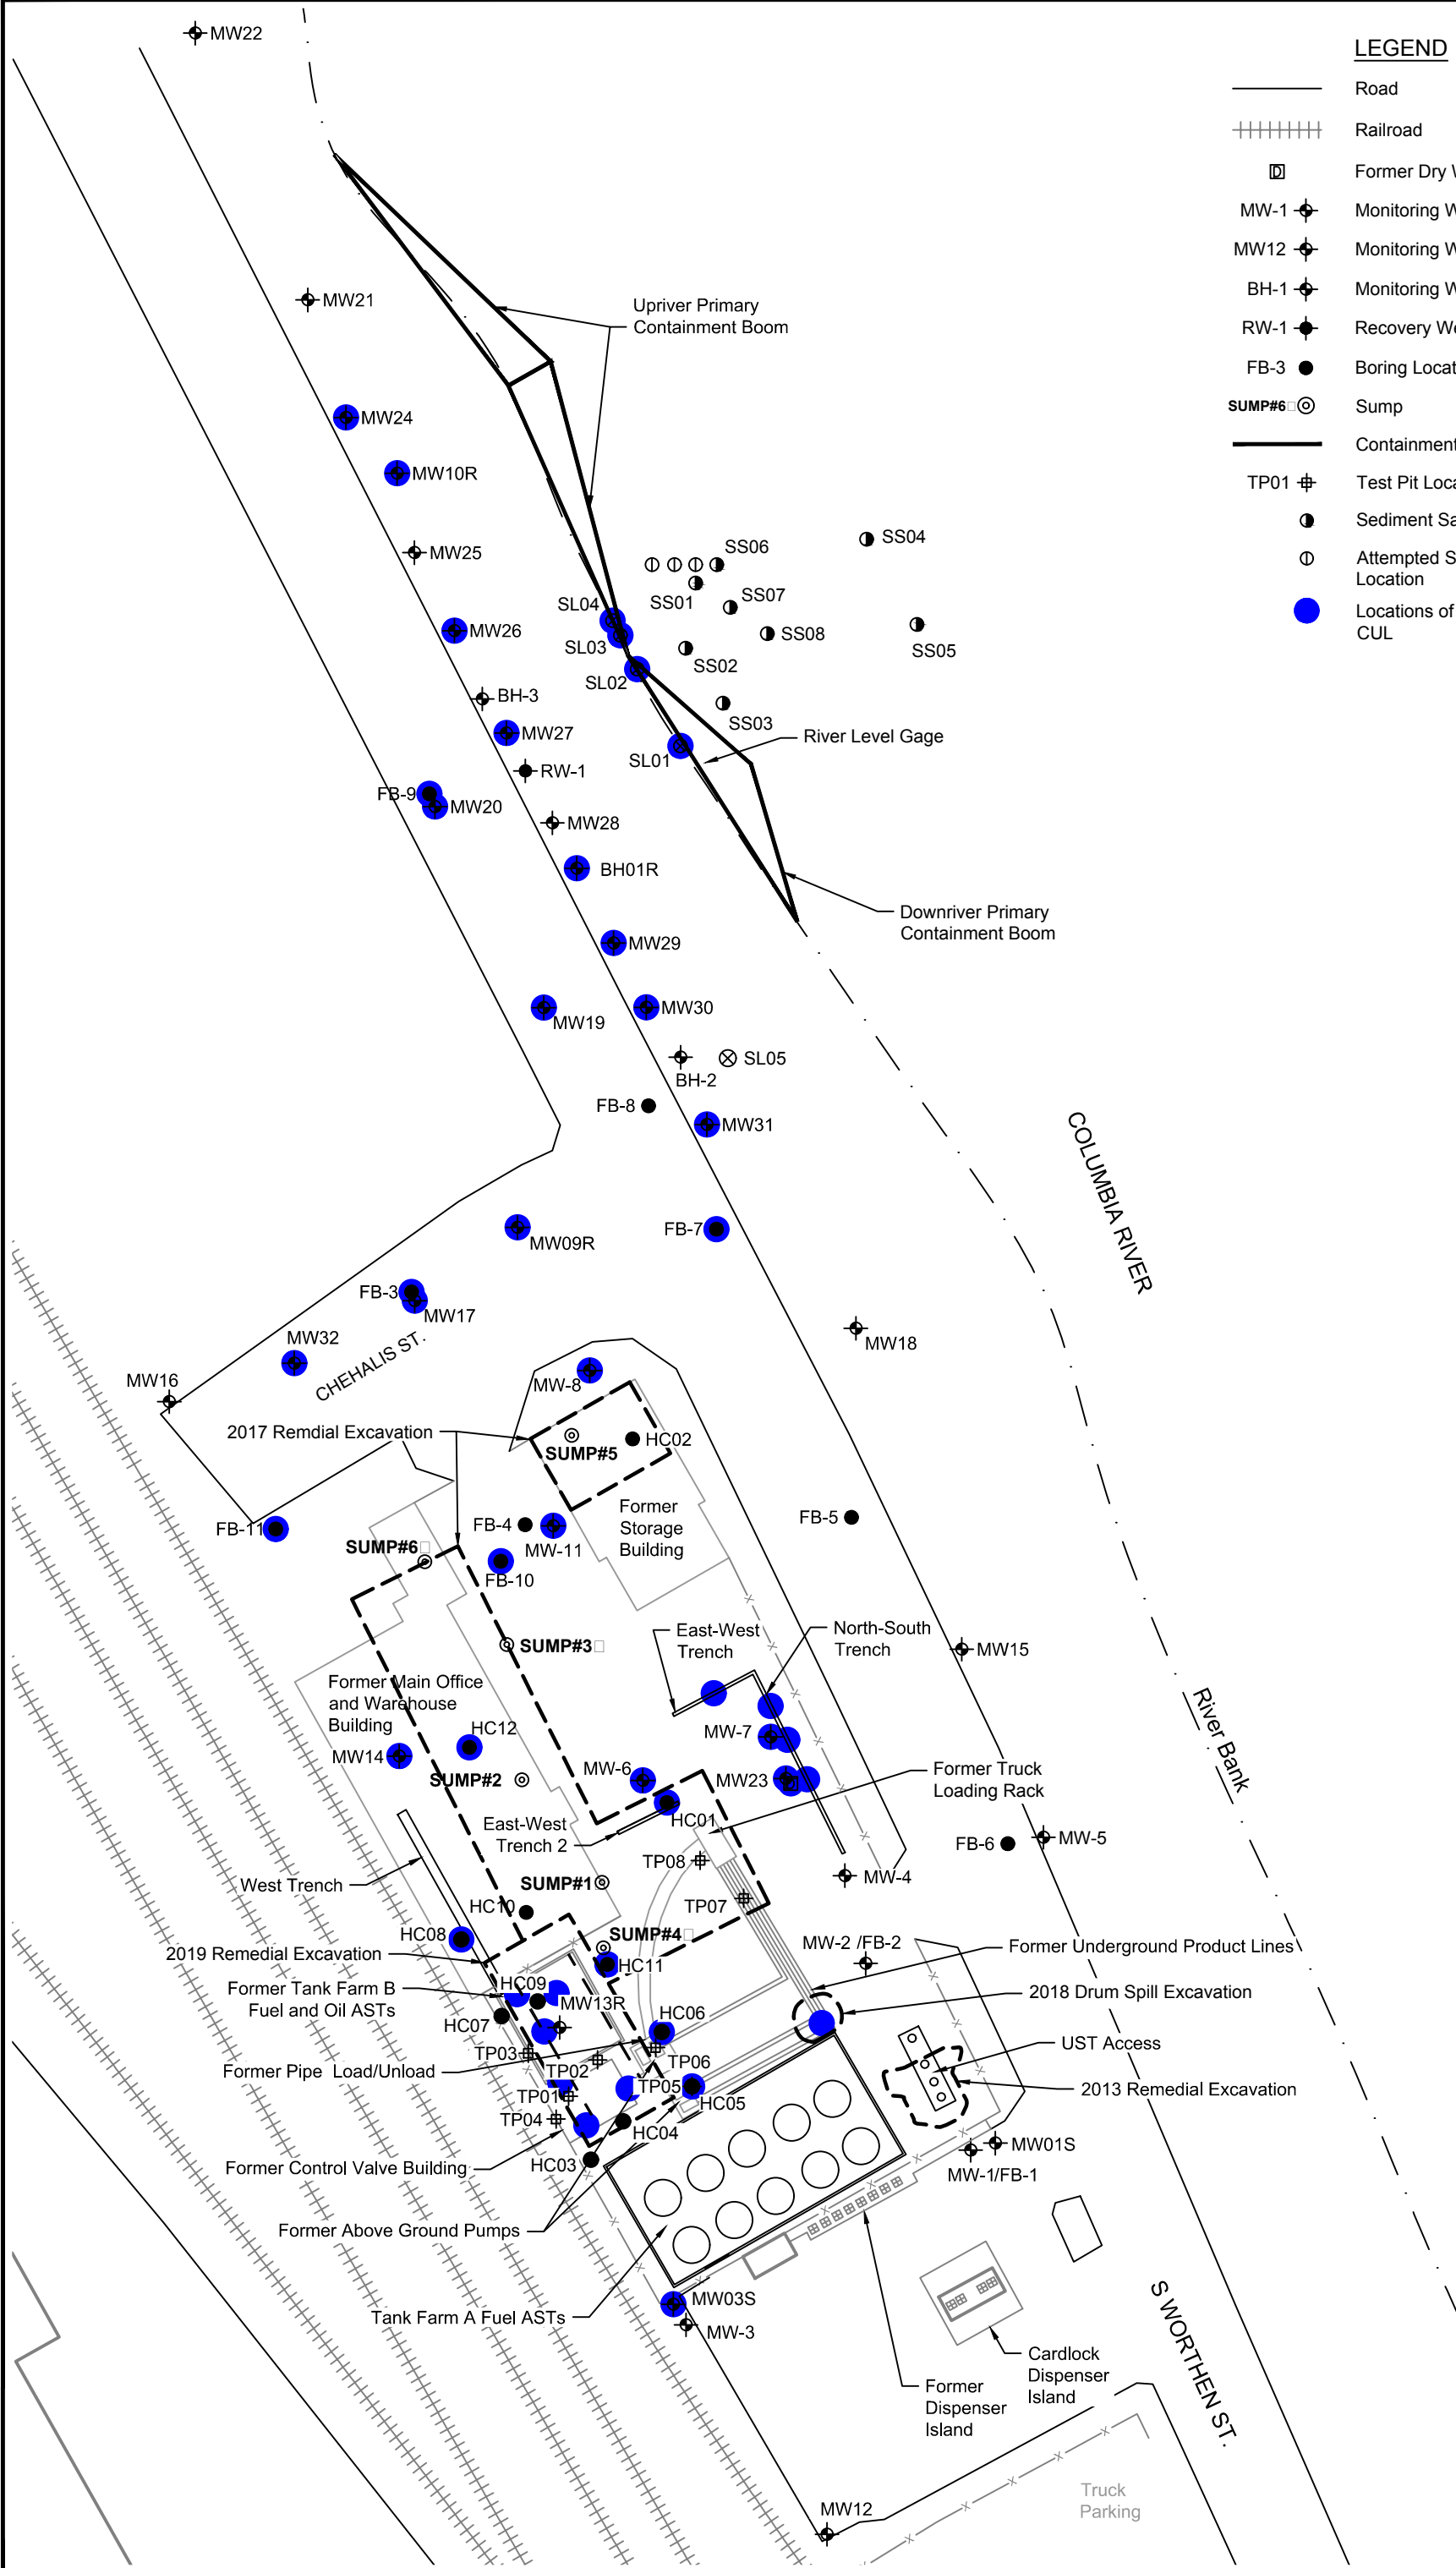 MW22
LEGEND
Road
Railroad
Former Dry W
MW-1
Monitoring W
MW12
Monitoring W
BH-1
Monitoring W
RW-1
Recovery We
FB-3
Boring Locat
SUMP#6
Sump
Containment
TP01
Test Pit Loca
Sediment Sa
Attempted S
Location
Locations of
CUL
MW21
Upriver Primary
Containment Boom
MW24
MW10R
MW25
SS04
SS06
SS01
SS07
SL04
SS08
SS05
MW26
SL03
SS02
SL02
BH-3
SS03
MW27
River Level Gage
SL01
RW-1
FB-9
MW20
MW28
BH01R
Downriver Primary
Containment Boom
MW29
MW30
MW19
SL05
BH-2
FB-8
MW31
COLUMBIA RIVER
FB-7
MW09R
FB-3
MW17
MW18
MW32
CHEHALIS ST.
MW16
MW-8
2017 Remdial Excavation
HC02
SUMP#5
Former
Storage
Building
FB-5
FB-4
FB-11
MW-11
SUMP#6
FB-10
East-West
Trench
North-South
Trench
SUMP#3
MW15
Former Main Office
and Warehouse
Building
River Bank
HC12
MW-7
MW14
MW-6
MW23
SUMP#2
Former Truck
Loading Rack
HC01
East-West
Trench 2
FB-6
MW-5
TP08
MW-4
SUMP#1
West Trench
TP07
HC10
HC08
SUMP#4
MW-2 /FB-2
2019 Remedial Excavation
Former Underground Product Lines
HC11
Former Tank Farm B
Fuel and Oil ASTs
HC09
2018 Drum Spill Excavation
MW13R
HC06
HC07
UST Access
TP03
TP02
TP06
Former Pipe Load/Unload
TP05
2013 Remedial Excavation
TP01
HC05
TP04
HC04
MW01S
HC03
Former Control Valve Building
MW-1/FB-1
Former Above Ground Pumps
MW03S
Tank Farm A Fuel ASTs
MW-3
S WORTHEN ST.
Cardlock
Dispenser
Island
Former
Dispenser
Island
Truck
Parking
MW12